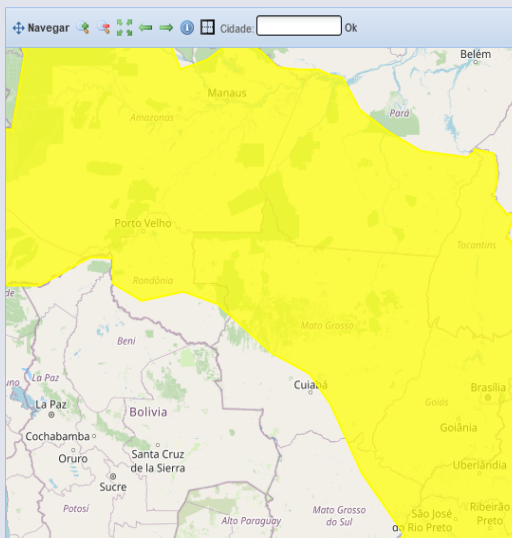 Navegar Cidade: Ok
Belém
Manaus
Pará
Amazonas
Porto Velho
Tocantins
Rondônia
de
Mato Grosso
Beni
uno
La Paz
Cuiabá
Brasília
La Paz
Goiás
Bolivia
Goiânia
Cochabamba
Oruro
Santa Cruz
de la Sierra
Uberlândia
Sucre
Potosí
Alto Paraguay
Mato Grosso
do Sul
São José
do Rio Preto
Ribeirão
Preto